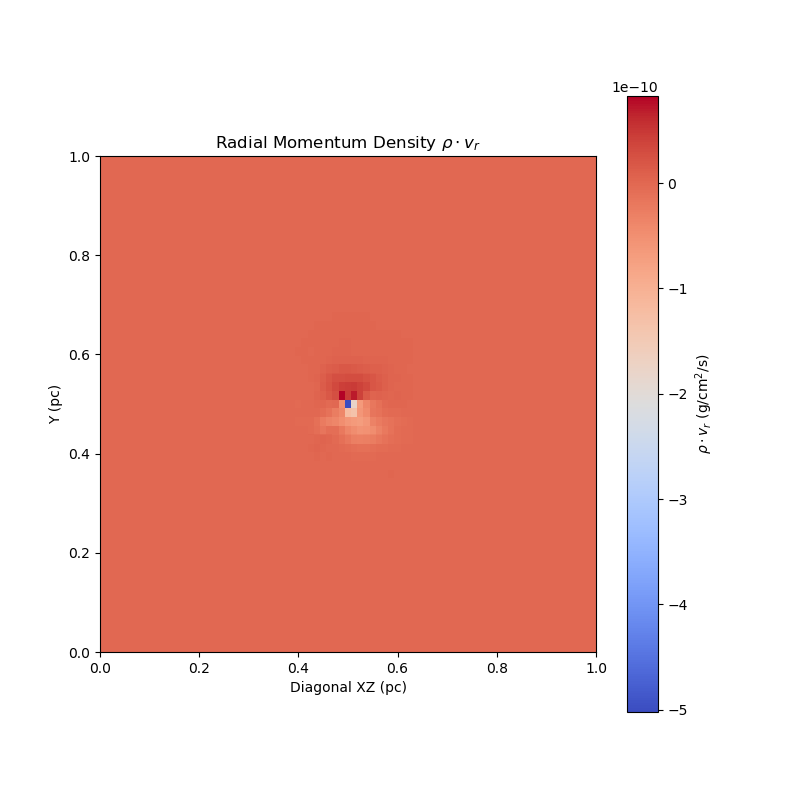 1e−10
Radial Momentum Density ρ · v_r
1.0
0.8
0.6
0.4
0.2
0.0
Y (pc)
0.0 0.2 0.4 0.6 0.8 1.0
Diagonal XZ (pc)
0
−1
−2
−3
−4
−5
ρ · v_r (g/cm²/s)